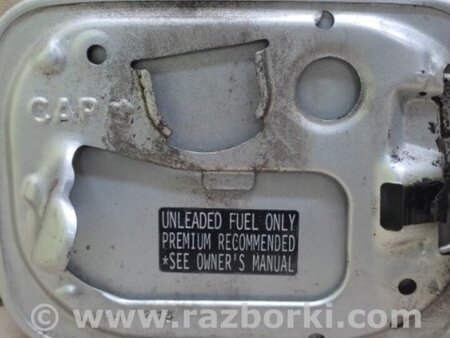 CAP
UNLEADED FUEL ONLY
PREMIUM RECOMMENDED
*SEE OWNER'S MANUAL
www.razborki.com